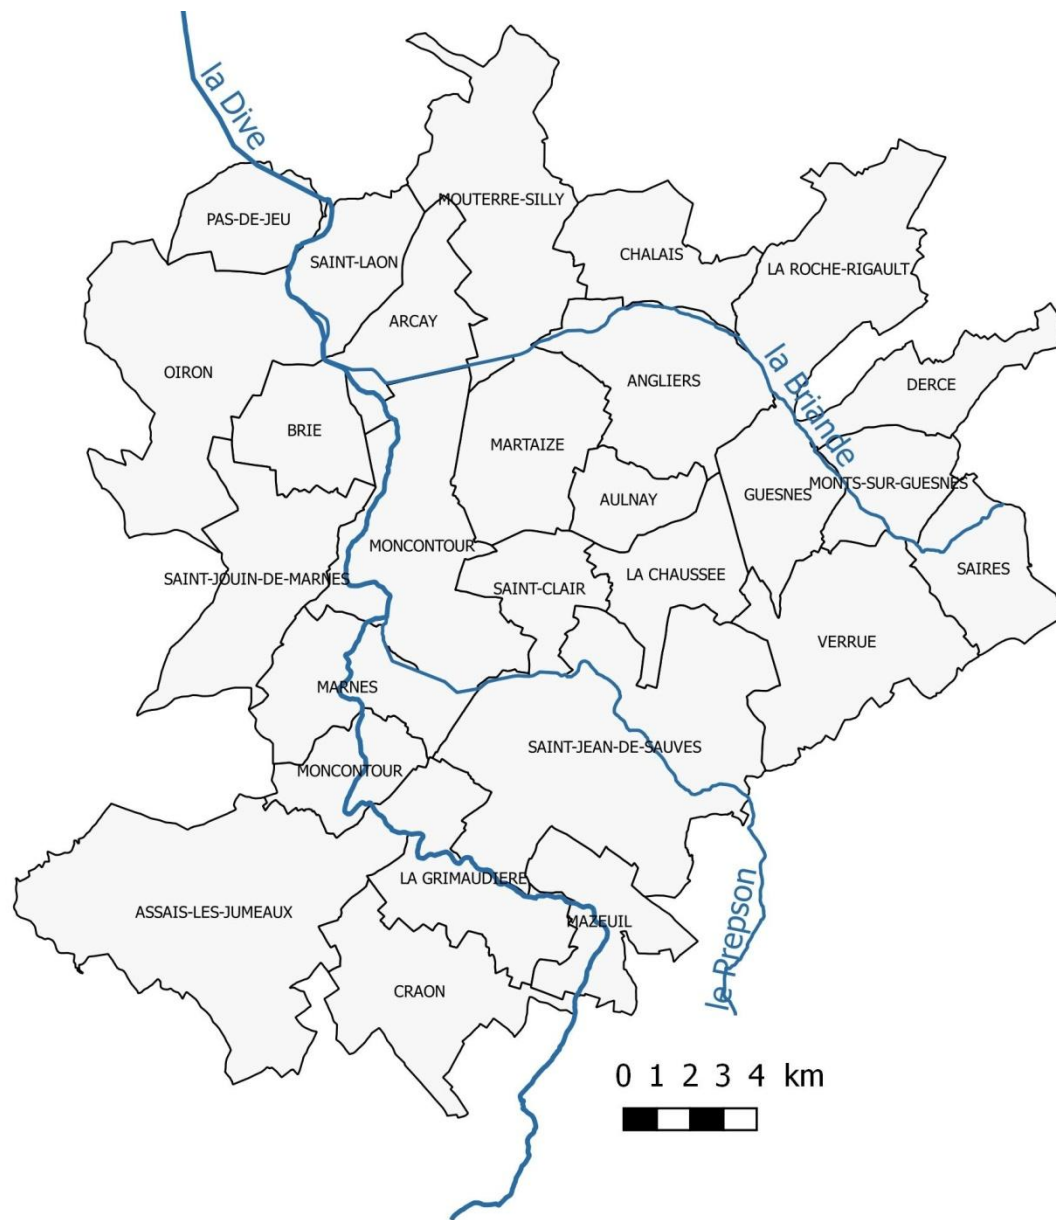 la Dive
MOUTERRE-SILLY
PAS-DE-JEU
SAINT-LAON
CHALAIS
LA ROCHE-RIGAULT
ARCAY
OIRON
ANGLIERS
la Briande
DERCE
BRIE
MARTAIZE
AULNAY
GUESNES
MONTS-SUR-GUESNES
MONCONTOUR
SAINT-JOUIN-DE-MARNES
SAINT-CLAIR
LA CHAUSSEE
SAIRES
VERRUE
MARNES
SAINT-JEAN-DE-SAUVES
MONCONTOUR
LA GRIMAUDIERE
ASSAIS-LES-JUMEAUX
MAZEUIL
le Prepson
CRAON
0 1 2 3 4 km